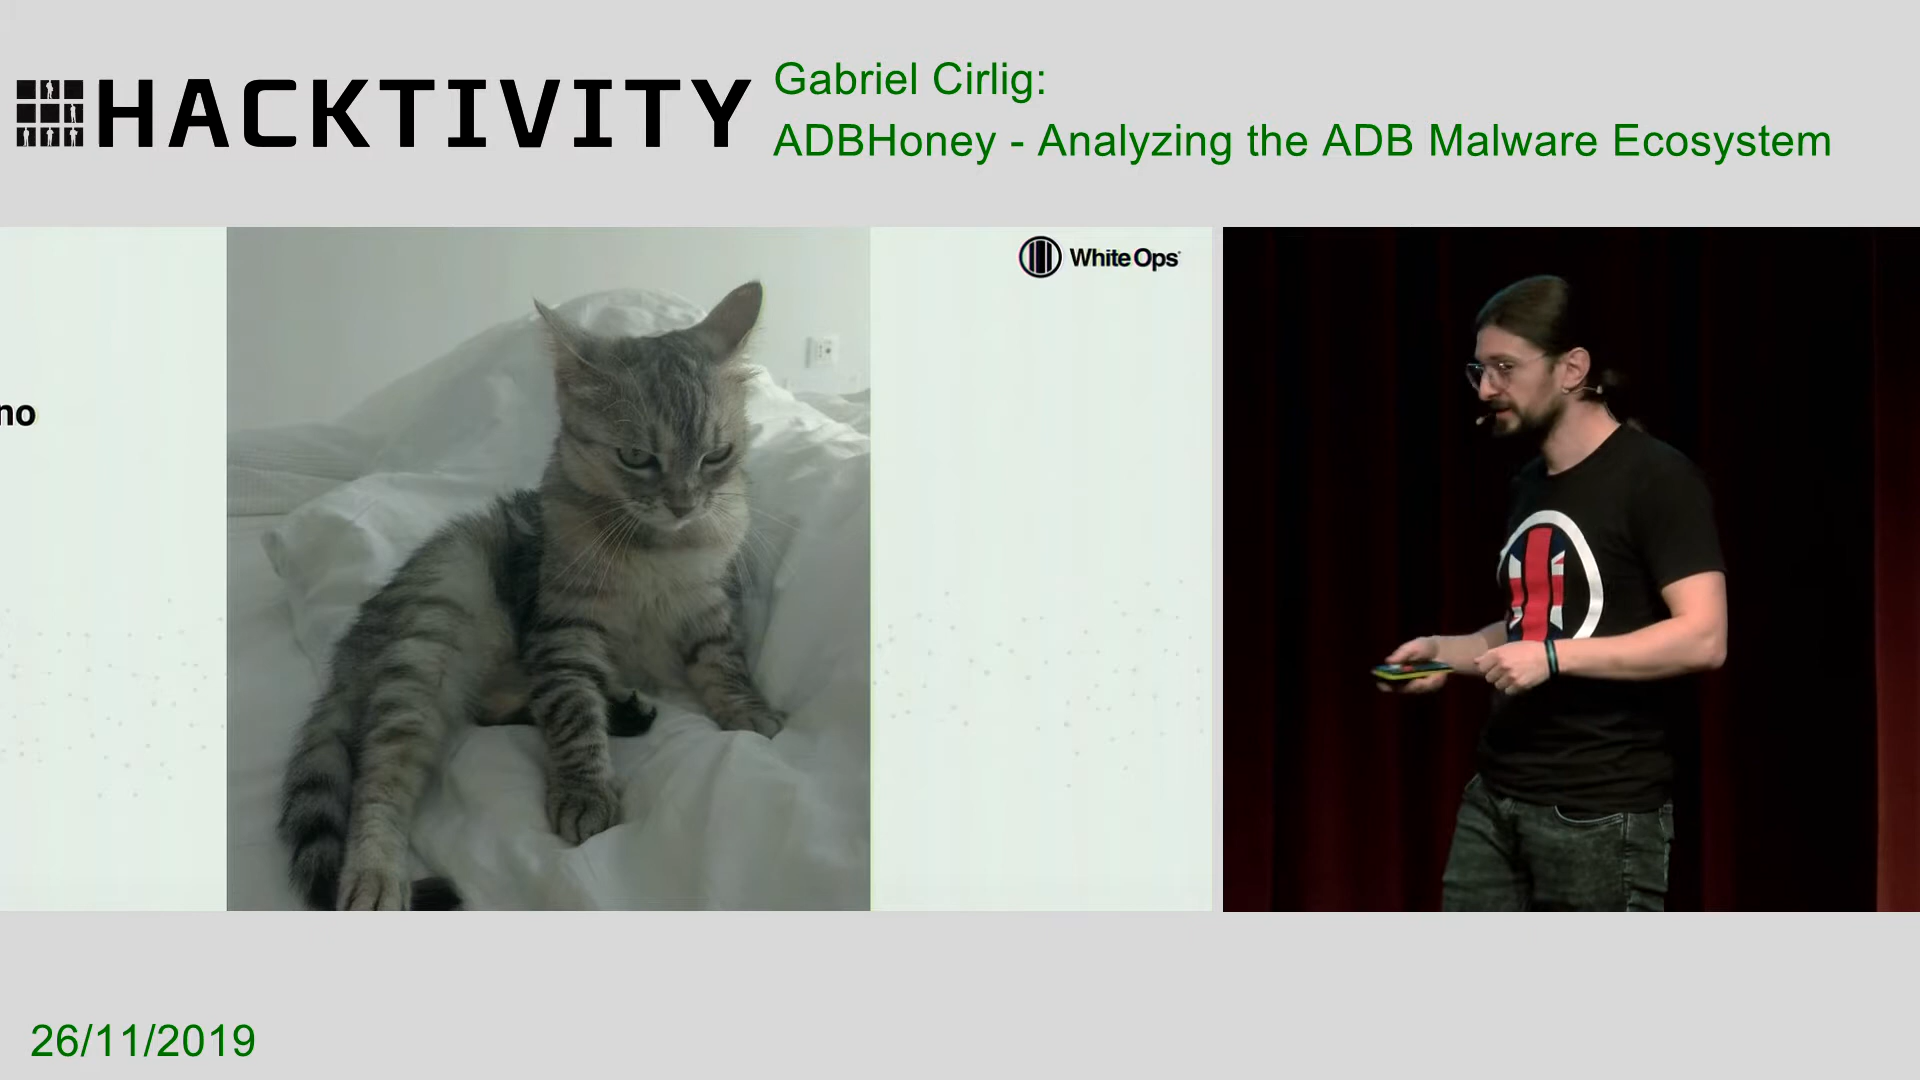 HACKTIVITY
Gabriel Cirlig:
ADBHoney - Analyzing the ADB Malware Ecosystem
White Ops
no
26/11/2019